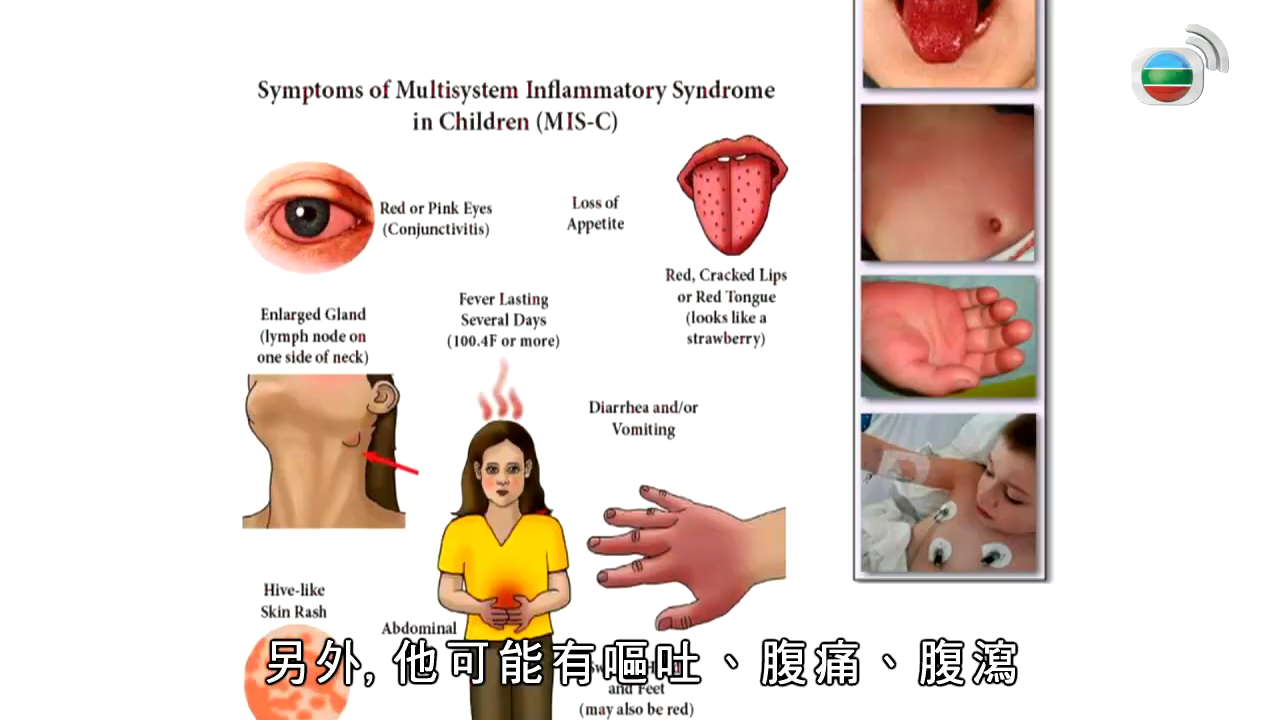 Symptoms of Multisystem Inflammatory Syndrome
in Children (MIS-C)
Red or Pink Eyes
(Conjunctivitis)
Loss of
Appetite
Red, Cracked Lips
or Red Tongue
(looks like a
strawberry)
Enlarged Gland
(lymph node on
one side of neck)
Fever Lasting
Several Days
(100.4F or more)
Diarrhea and/or
Vomiting
Hive-like
Skin Rash
Abdominal
and Feet
(may also be red)
另外, 他可能有嘔吐、腹痛、腹瀉